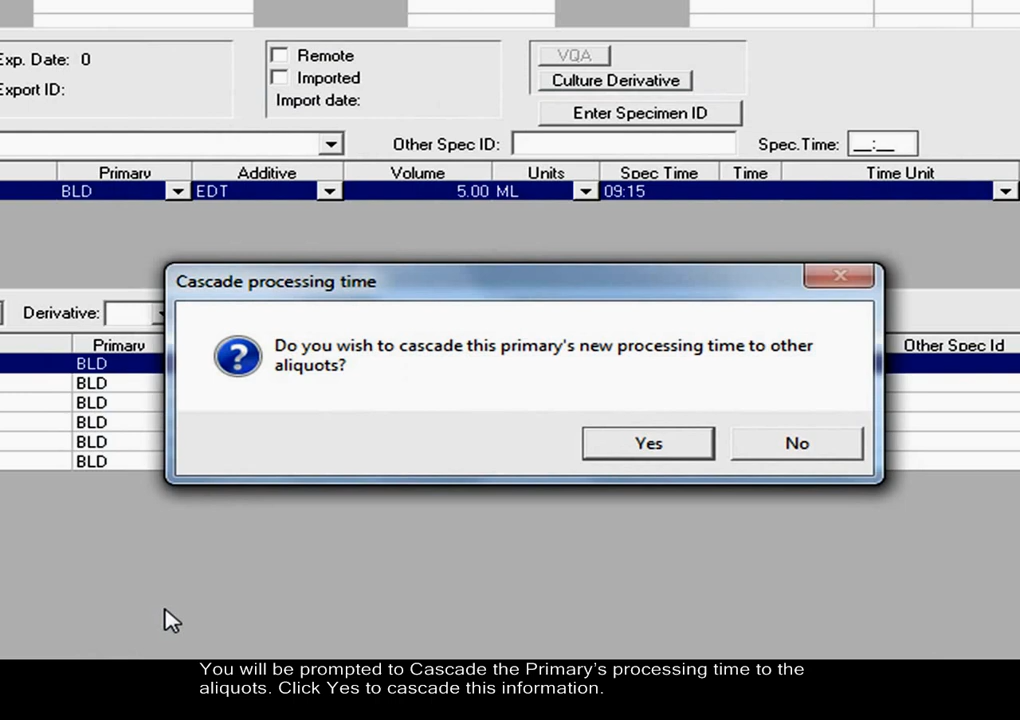 Exp. Date: 0
Export ID:
Remote
Imported
Import date:
VQA
Culture Derivative
Enter Specimen ID
Other Spec ID:
Spec.Time: __:__
Primary Additive Volume Units Spec Time Time Time Unit
BLD EDT 5.00 ML 09:15
Cascade processing time
Do you wish to cascade this primary's new processing time to other
aliquots?
Yes No
Derivative:
Primary Other Spec Id
BLD
BLD
BLD
BLD
BLD
BLD
You will be prompted to Cascade the Primary's processing time to the
aliquots. Click Yes to cascade this information.